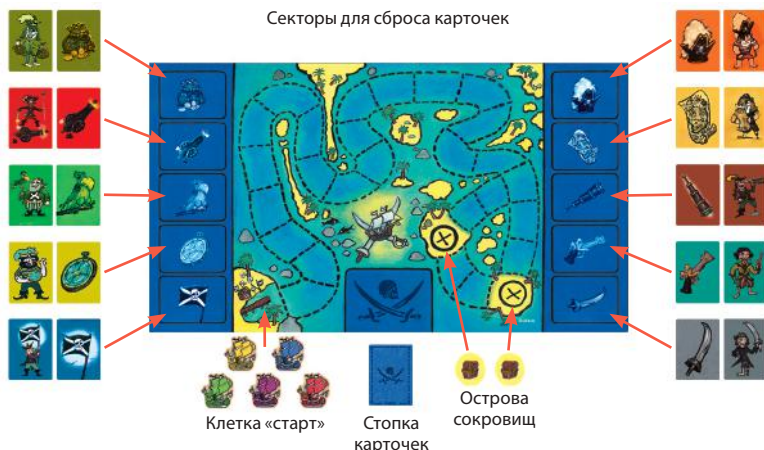 Секторы для сброса карточек
Клетка «старт»
Стопка
карточек
Острова
сокровищ